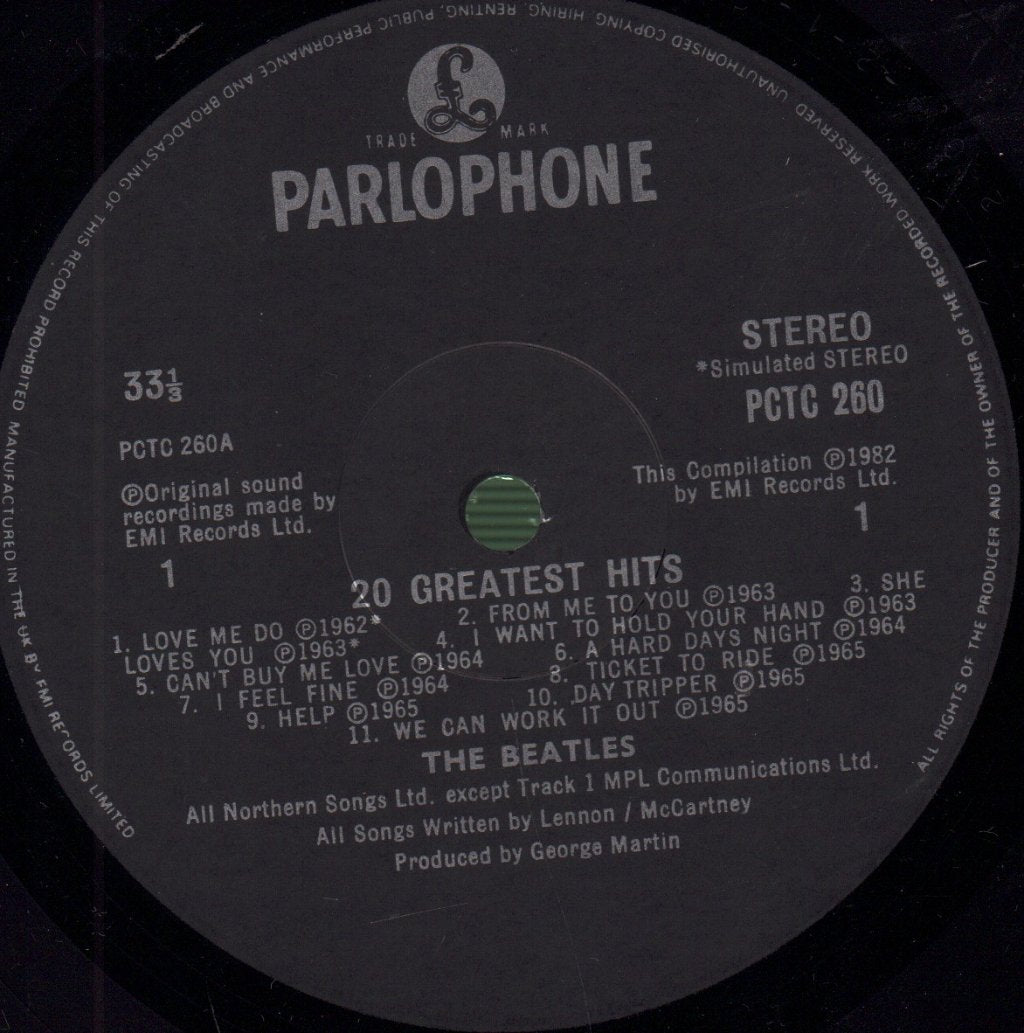 MANUFACTURED IN THE UK BY EMI RECORDS LIMITED
ALL RIGHTS OF THE PRODUCER AND OF THE OWNER OF THE RECORDED WORK RESERVED UNAUTHORISED COPYING HIRING, RENTING, PUBLIC PERFORMANCE AND BROADCASTING OF THIS RECORD PROHIBITED
£
TRADE MARK
PARLOPHONE
STEREO
*Simulated STEREO
33⅓
PCTC 260
PCTC 260A
This Compilation ℗1982
by EMI Records Ltd.
℗Original sound
recordings made by
EMI Records Ltd.
1
1
20 GREATEST HITS
1. LOVE ME DO ℗1962* 2. FROM ME TO YOU ℗1963 3. SHE
LOVES YOU ℗1963* 4. I WANT TO HOLD YOUR HAND ℗1963
5. CAN'T BUY ME LOVE ℗1964 6. A HARD DAYS NIGHT ℗1964
7. I FEEL FINE ℗1964 8. TICKET TO RIDE ℗1965
9. HELP ℗1965 10. DAY TRIPPER ℗1965
11. WE CAN WORK IT OUT ℗1965
THE BEATLES
All Northern Songs Ltd. except Track 1 MPL Communications Ltd.
All Songs Written by Lennon / McCartney
Produced by George Martin